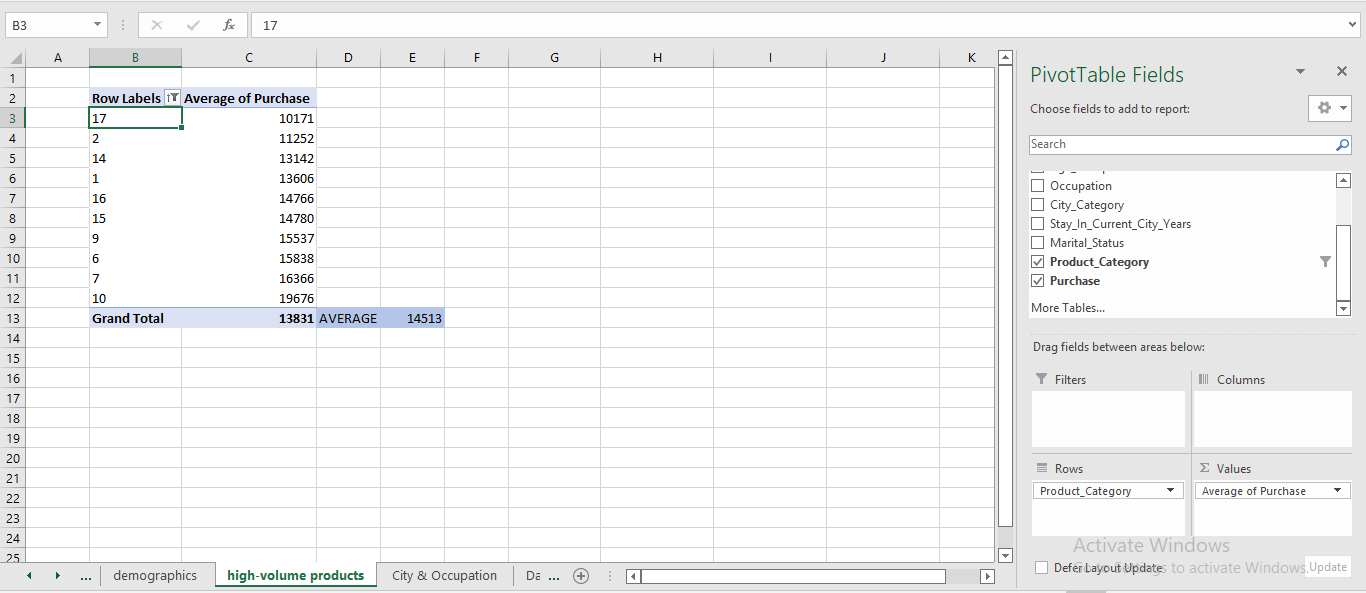 B3 fx 17
A B C D E F G H I J K
1
2 Row Labels Average of Purchase
3 17 10171
4 2 11252
5 14 13142
6 1 13606
7 16 14766
8 15 14780
9 9 15537
10 6 15838
11 7 16366
12 10 19676
13 Grand Total 13831 AVERAGE 14513
14
15
16
17
18
19
20
21
22
23
24
25
... demographics high-volume products City & Occupation Da ...
PivotTable Fields
Choose fields to add to report:
Search
Occupation
City_Category
Stay_In_Current_City_Years
Marital_Status
Product_Category
Purchase
More Tables...
Drag fields between areas below:
Filters Columns
Rows Σ Values
Product_Category Average of Purchase
Activate Windows
Go to Settings to activate Windows.
Defer Layout Update Update